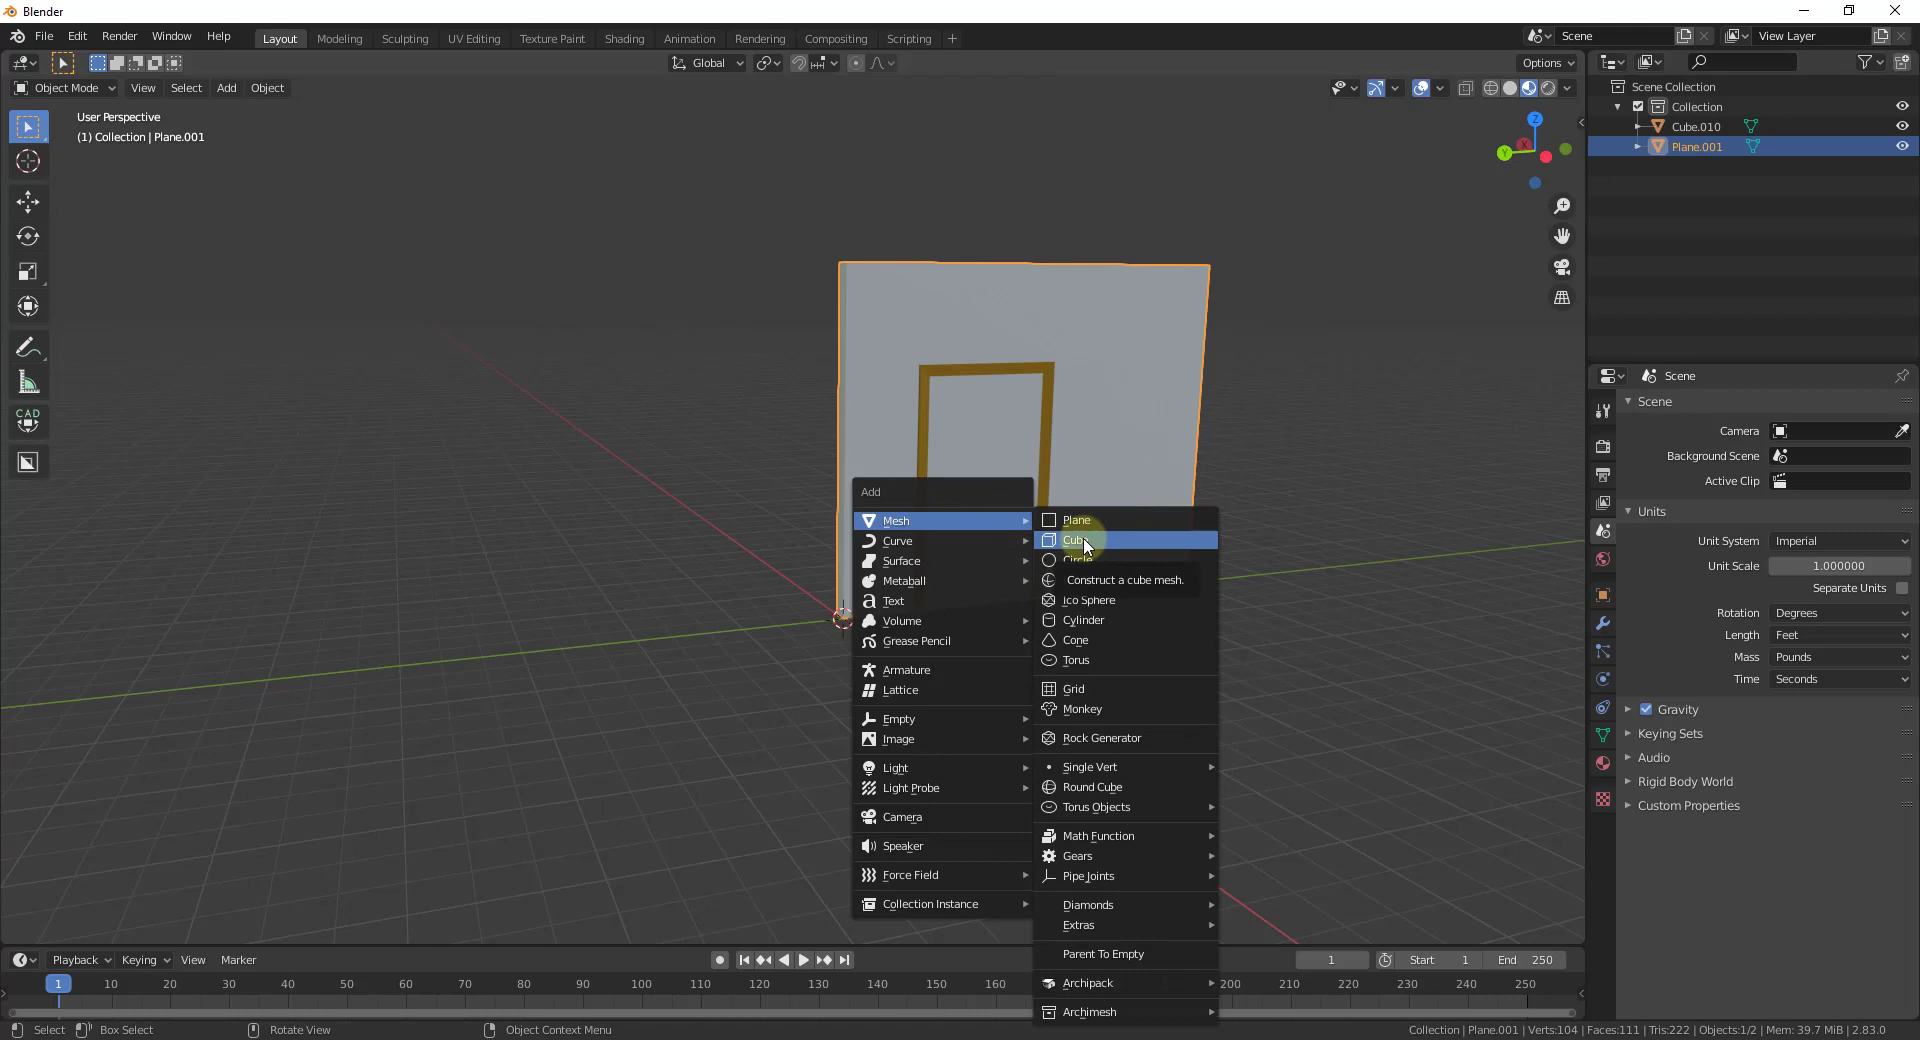 Blender
File Edit Render Window Help
Layout Modeling Sculpting UV Editing Texture Paint Shading Animation Rendering Compositing Scripting
Scene View Layer
Global Options
Object Mode View Select Add Object
User Perspective
(1) Collection | Plane.001
CAD
X
Y
Z
Scene Collection
Collection
Cube.010
Plane.001
Scene
Scene
Camera
Background Scene
Active Clip
Units
Unit System Imperial
Unit Scale 1.000000
Separate Units
Rotation Degrees
Length Feet
Mass Pounds
Time Seconds
Gravity
Keying Sets
Audio
Rigid Body World
Custom Properties
Add
Mesh
Curve
Surface
Metaball
Text
Volume
Grease Pencil
Armature
Lattice
Empty
Image
Light
Light Probe
Camera
Speaker
Force Field
Collection Instance
Plane
Cube
Circle
Construct a cube mesh.
Ico Sphere
Cylinder
Cone
Torus
Grid
Monkey
Rock Generator
Single Vert
Round Cube
Torus Objects
Math Function
Gears
Pipe Joints
Diamonds
Extras
Parent To Empty
Archipack
Archimesh
Playback Keying View Marker 1 Start 1 End 250
1 10 20 30 40 50 60 70 80 90 100 110 120 130 140 150 160 200 210 220 230 240 250
Select Box Select Rotate View Object Context Menu Collection | Plane.001 | Verts:104 | Faces:111 | Tris:222 | Objects:1/2 | Mem: 39.7 MiB | 2.83.0